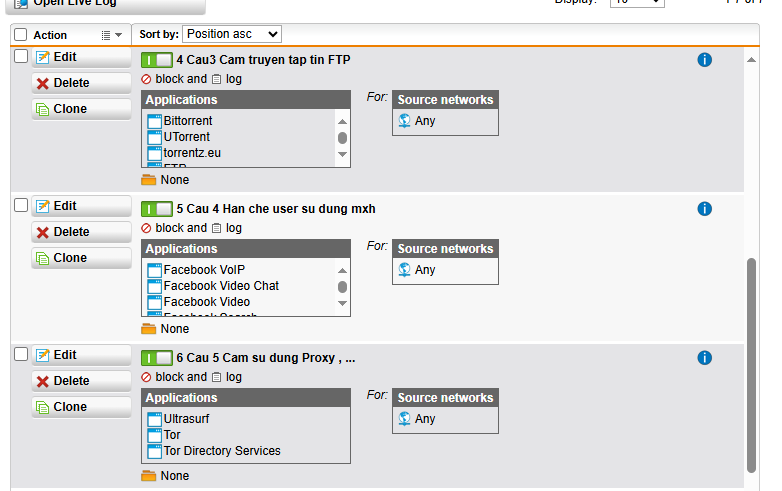 Open Live Log
Display: 10
Action
Sort by: Position asc
Edit
Delete
Clone
4 Cau3 Cam truyen tap tin FTP
block and log
Applications
Bittorrent
UTorrent
torrentz.eu
FTP
None
For: Source networks
Any
Edit
Delete
Clone
5 Cau 4 Han che user su dung mxh
block and log
Applications
Facebook VoIP
Facebook Video Chat
Facebook Video
Facebook Search
None
For: Source networks
Any
Edit
Delete
Clone
6 Cau 5 Cam su dung Proxy , ...
block and log
Applications
Ultrasurf
Tor
Tor Directory Services
None
For: Source networks
Any